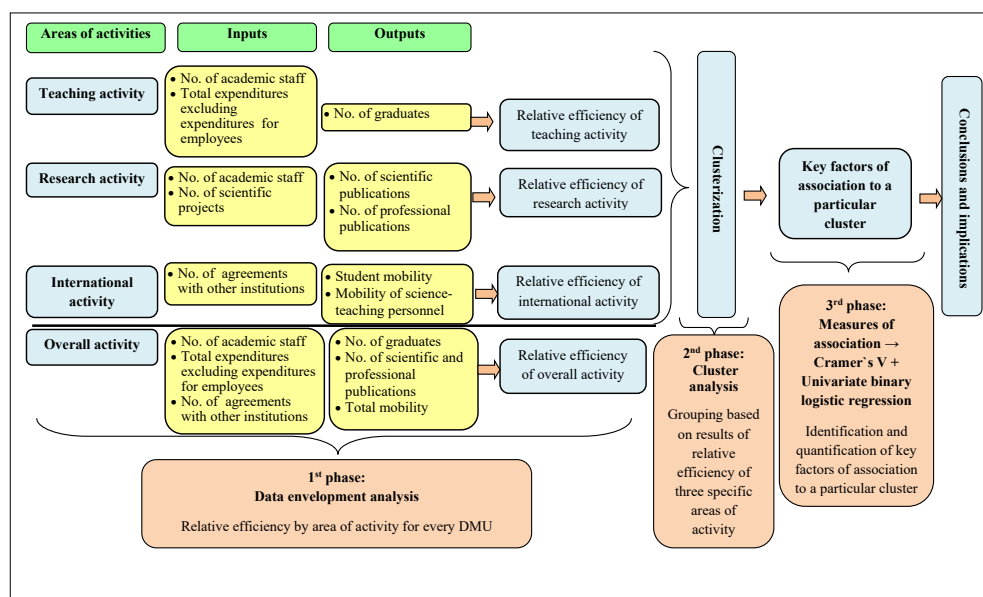 Areas of activities
Inputs
Outputs
Teaching activity
• No. of academic staff
• Total expenditures
excluding
expenditures for
employees
• No. of graduates
Relative efficiency of
teaching activity
Research activity
• No. of academic staff
• No. of scientific
projects
• No. of scientific
publications
• No. of professional
publications
Relative efficiency of
research activity
International
activity
• No. of agreements
with other institutions
• Student mobility
• Mobility of science-
teaching personnel
Relative efficiency of
international activity
Overall activity
• No. of academic staff
• Total expenditures
excluding expenditures
for employees
• No. of agreements
with other institutions
• No. of graduates
• No. of scientific and
professional
publications
• Total mobility
Relative efficiency
of overall activity
1st phase:
Data envelopment analysis
Relative efficiency by area of activity for every DMU
Clusterization
2nd phase:
Cluster
analysis
Grouping based
on results of
relative
efficiency of
three specific
areas of
activity
Key factors of
association to a
particular
cluster
3rd phase:
Measures of
association →
Cramer`s V +
Univariate binary
logistic regression
Identification and
quantification of key
factors of association
to a particular cluster
Conclusions and implications